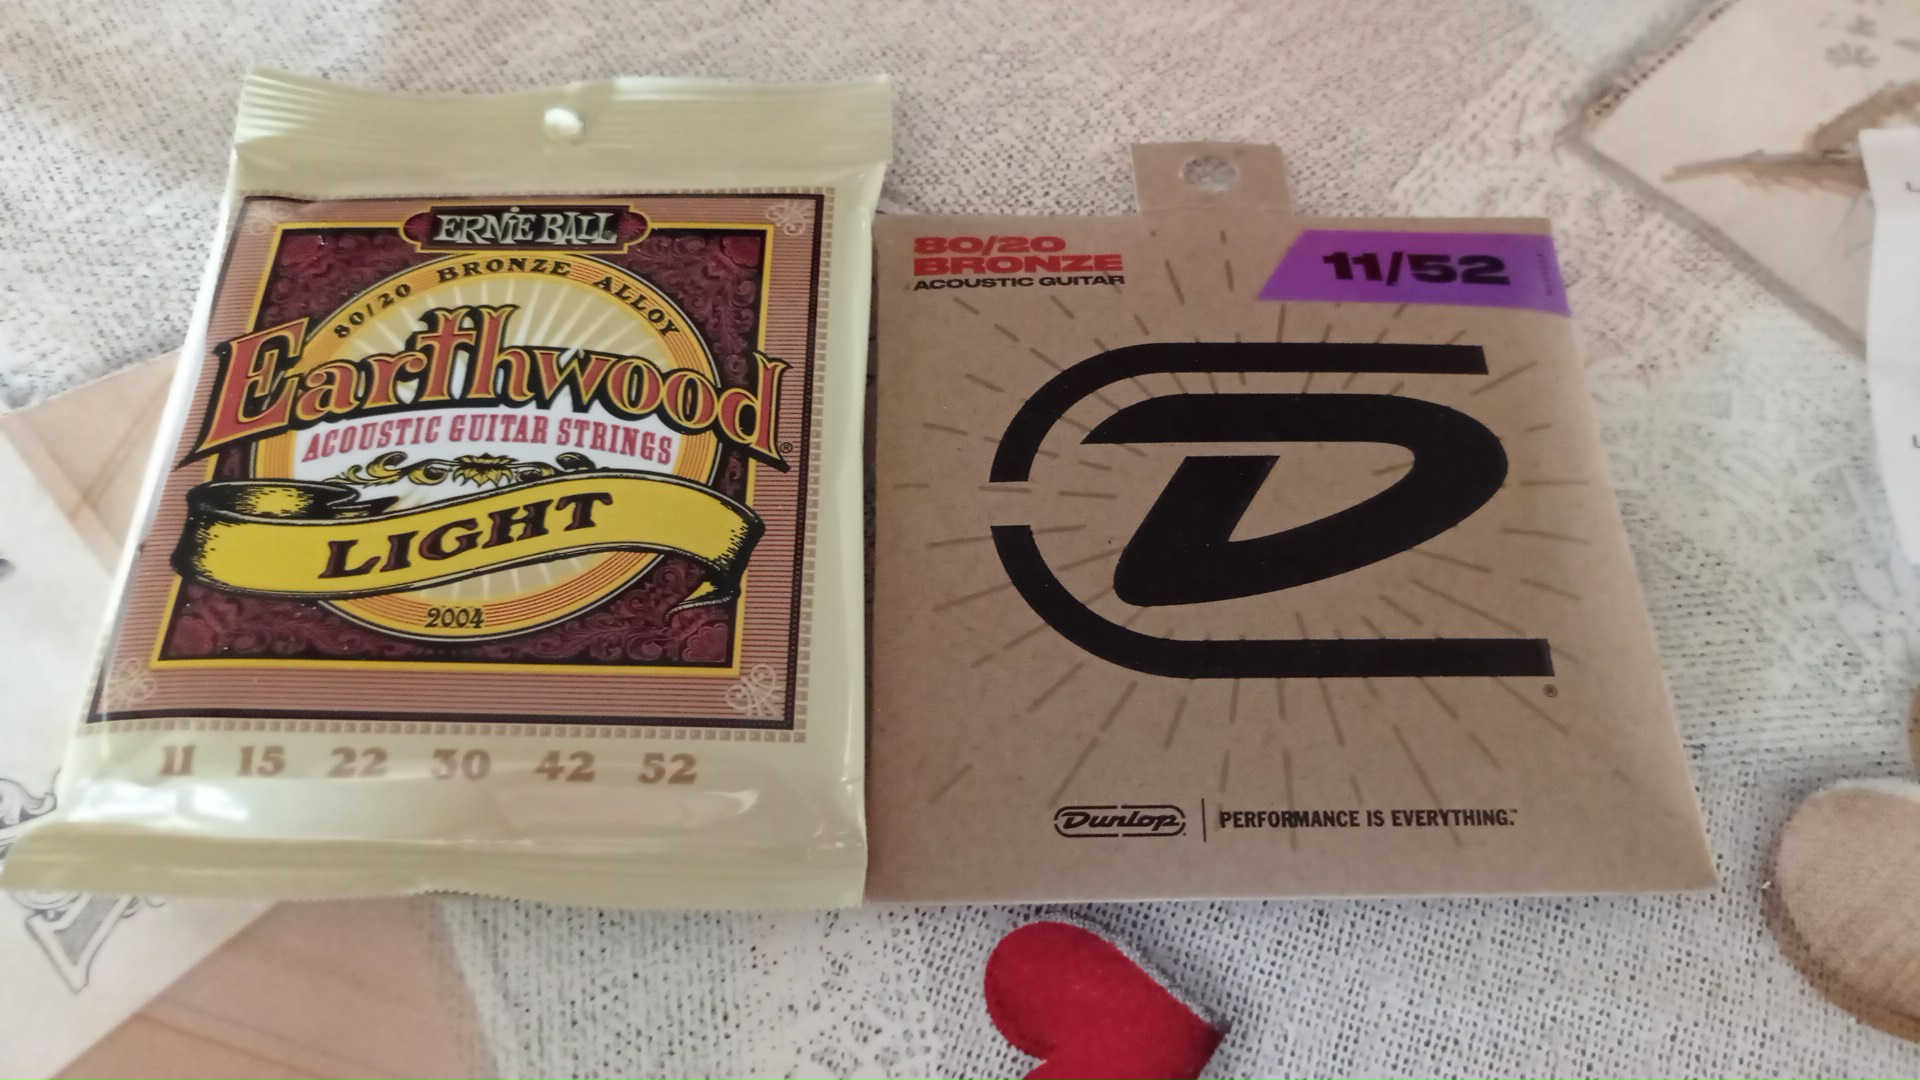 ERNIE BALL
80/20 BRONZE ALLOY
Earthwood®
ACOUSTIC GUITAR STRINGS
LIGHT
2004
11 15 22 30 42 52
80/20
BRONZE
ACOUSTIC GUITAR
11/52
D
®
Dunlop | PERFORMANCE IS EVERYTHING.™